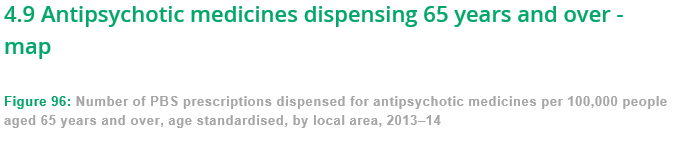 4.9 Antipsychotic medicines dispensing 65 years and over -
map
Figure 96: Number of PBS prescriptions dispensed for antipsychotic medicines per 100,000 people
aged 65 years and over, age standardised, by local area, 2013–14